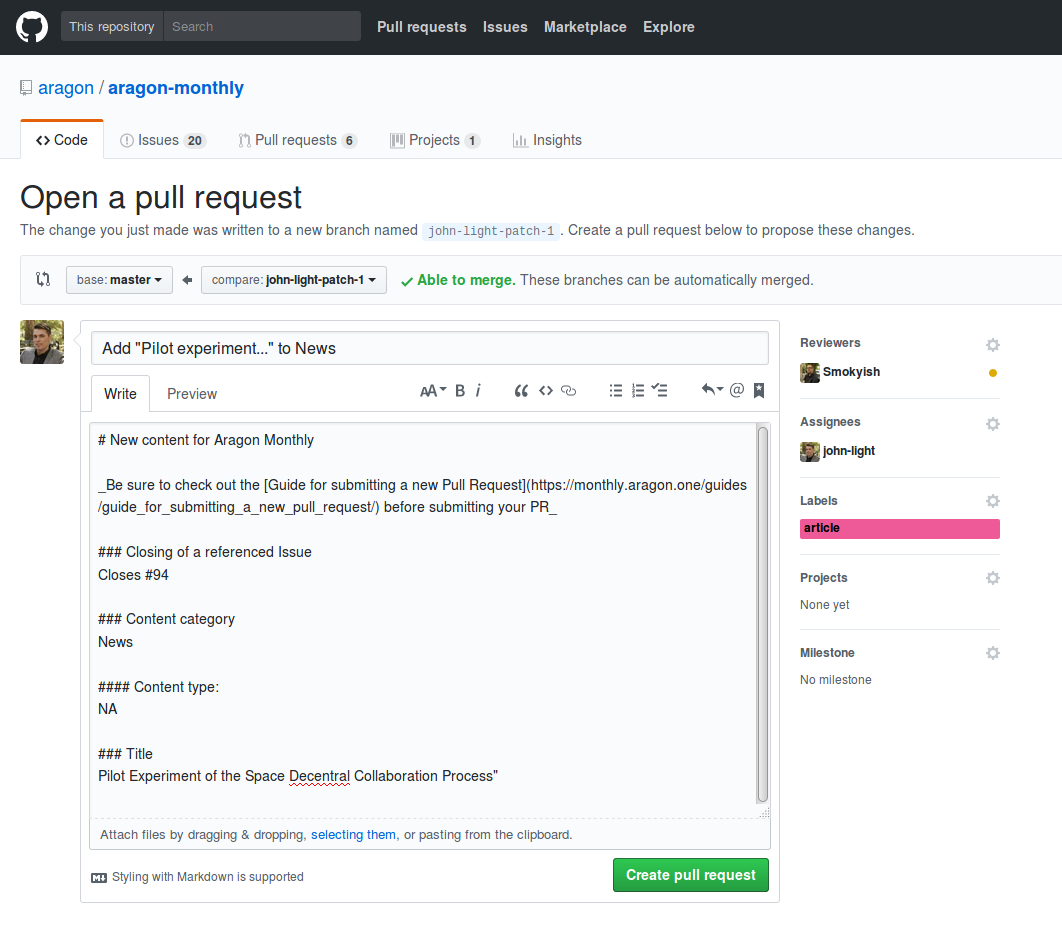 This repository Search Pull requests Issues Marketplace Explore
aragon / aragon-monthly
Code Issues 20 Pull requests 6 Projects 1 Insights
Open a pull request
The change you just made was written to a new branch named john-light-patch-1 . Create a pull request below to propose these changes.
base: master compare: john-light-patch-1 Able to merge. These branches can be automatically merged.
Add "Pilot experiment..." to News
Write Preview AA B i @
# New content for Aragon Monthly
_Be sure to check out the [Guide for submitting a new Pull Request](https://monthly.aragon.one/guides
/guide_for_submitting_a_new_pull_request/) before submitting your PR_
### Closing of a referenced Issue
Closes #94
### Content category
News
#### Content type:
NA
### Title
Pilot Experiment of the Space Decentral Collaboration Process"
Attach files by dragging & dropping, selecting them, or pasting from the clipboard.
Styling with Markdown is supported
Create pull request
Reviewers
Smokyish
Assignees
john-light
Labels
article
Projects
None yet
Milestone
No milestone